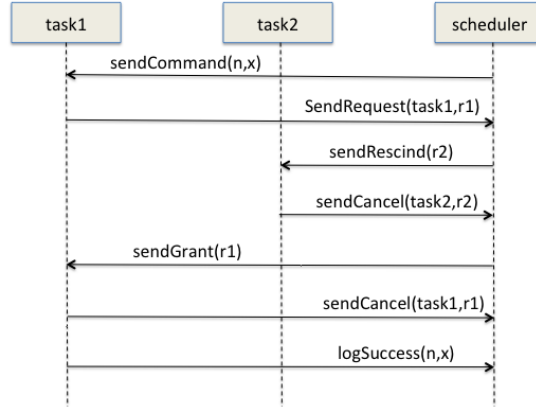 task1
task2
scheduler
sendCommand(n,x)
SendRequest(task1,r1)
sendRescind(r2)
sendCancel(task2,r2)
sendGrant(r1)
sendCancel(task1,r1)
logSuccess(n,x)